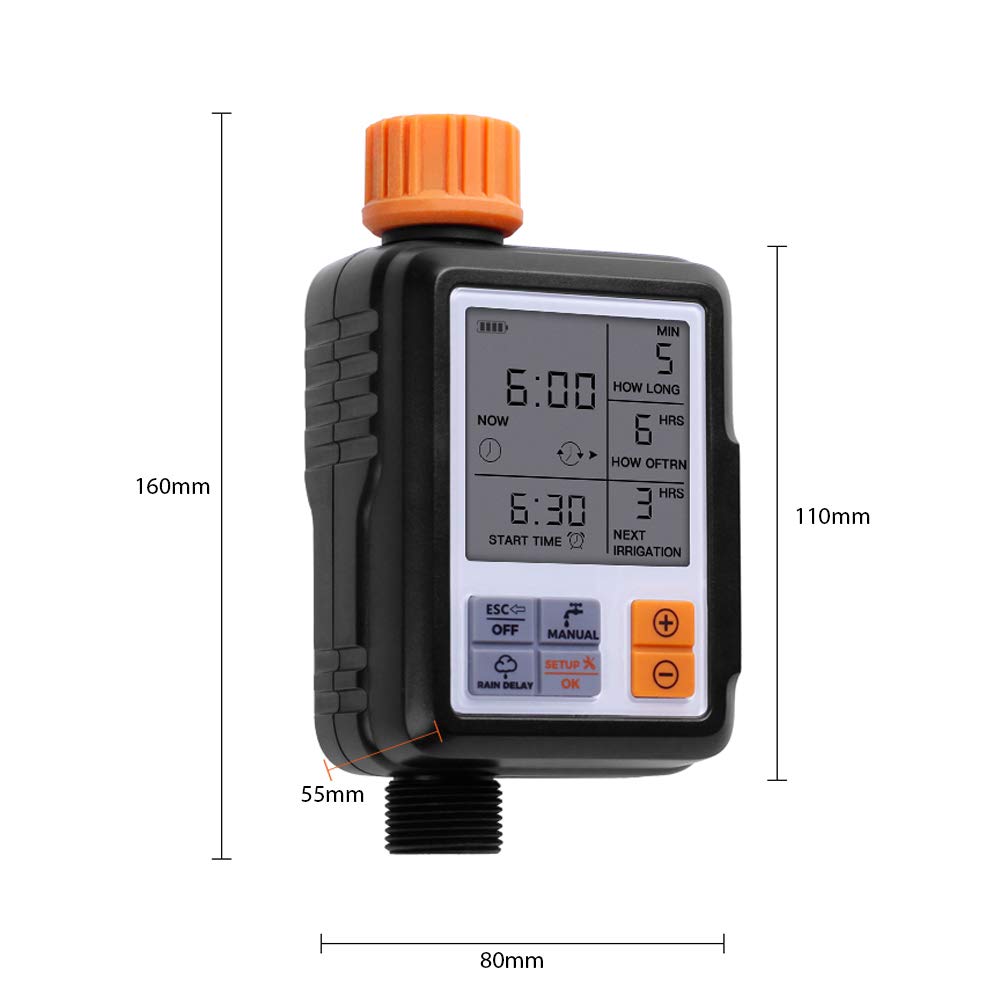 MIN
5
HOW LONG
6:00
NOW
6 HRS
HOW OFTRN
6:30
START TIME
3 HRS
NEXT
IRRIGATION
ESC
OFF
MANUAL
RAIN DELAY
SETUP
OK
+
−
160mm
110mm
55mm
80mm